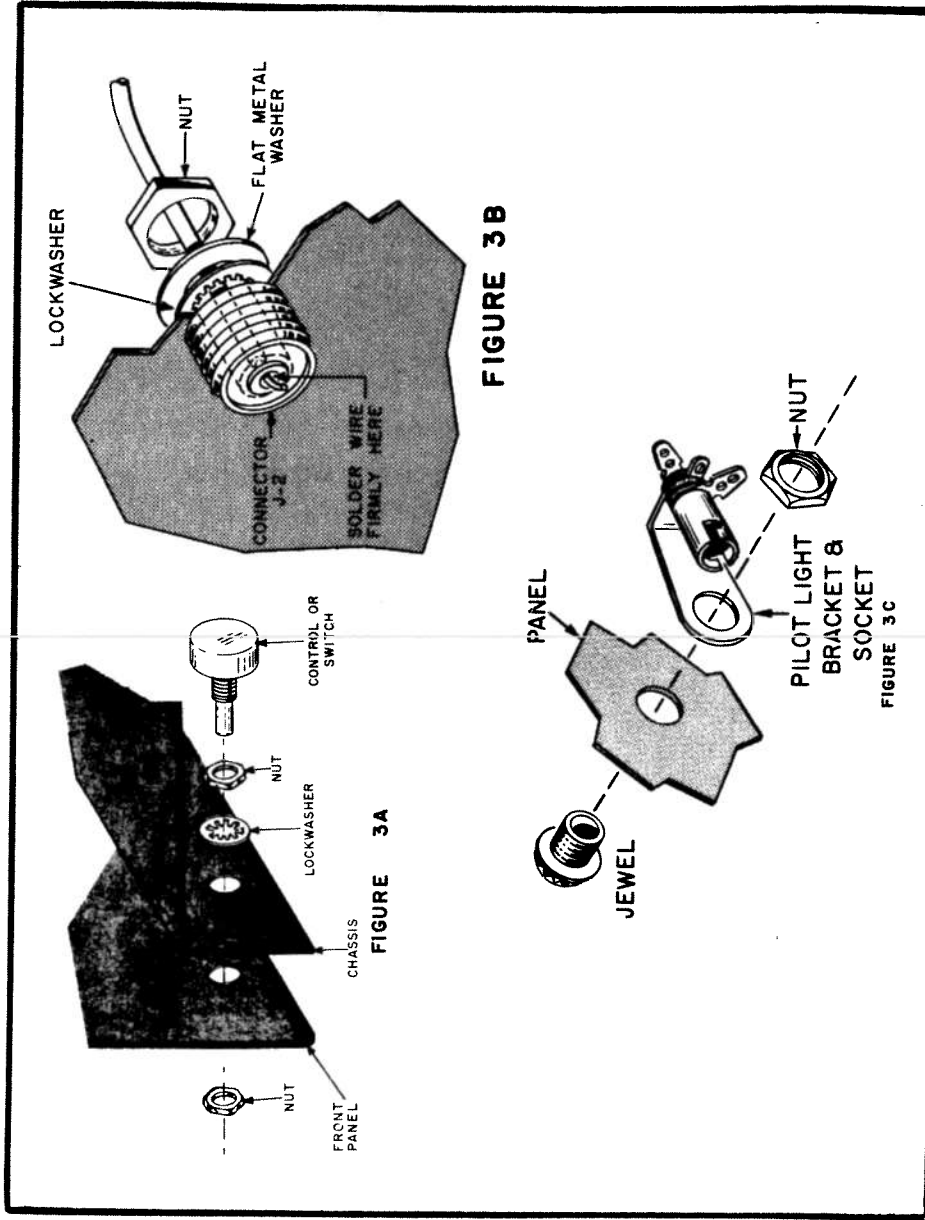 FRONT
PANEL
NUT
CHASSIS
LOCKWASHER
NUT
CONTROL OR
SWITCH
FIGURE 3A
LOCKWASHER
NUT
FLAT METAL
WASHER
CONNECTOR
J-2
SOLDER WIRE
FIRMLY HERE
FIGURE 3B
JEWEL
PANEL
NUT
PILOT LIGHT
BRACKET &
SOCKET
FIGURE 3C